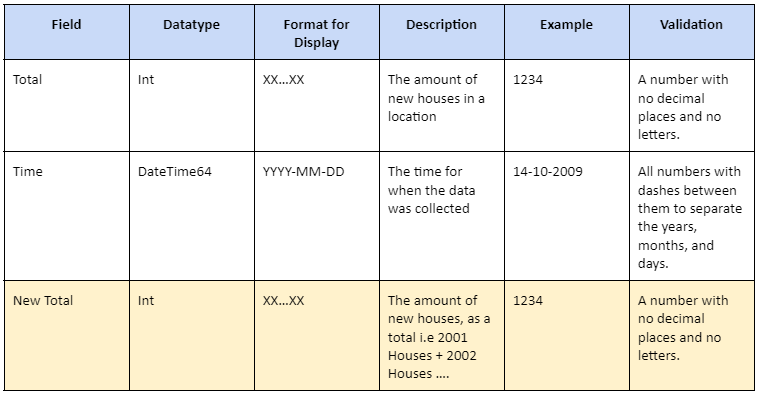 Field
Datatype
Format for
Display
Description
Example
Validation
Total
Int
XX...XX
The amount of
new houses in a
location
1234
A number with
no decimal
places and no
letters.
Time
DateTime64
YYYY-MM-DD
The time for
when the data
was collected
14-10-2009
All numbers with
dashes between
them to separate
the years,
months, and
days.
New Total
Int
XX...XX
The amount of
new houses, as a
total i.e 2001
Houses + 2002
Houses ....
1234
A number with
no decimal
places and no
letters.